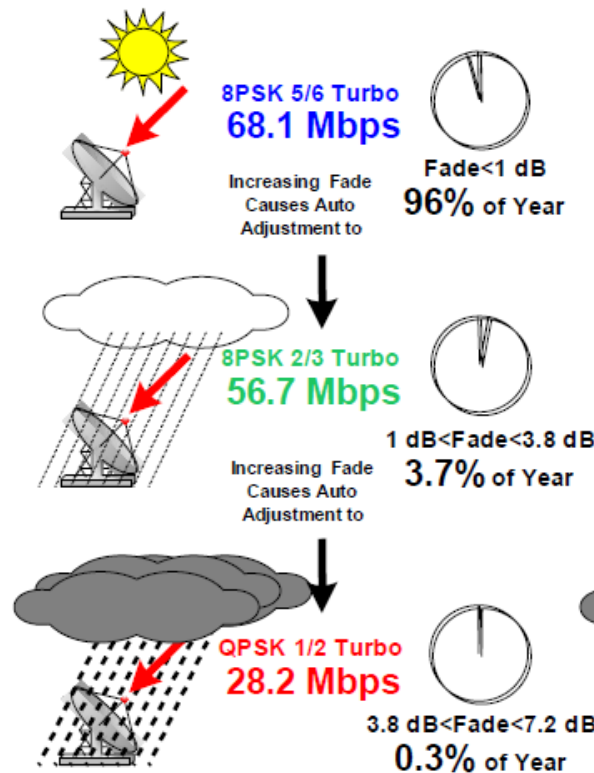 8PSK 5/6 Turbo
68.1 Mbps
Fade<1 dB
96% of Year
Increasing Fade
Causes Auto
Adjustment to
8PSK 2/3 Turbo
56.7 Mbps
1 dB<Fade<3.8 dB
3.7% of Year
Increasing Fade
Causes Auto
Adjustment to
QPSK 1/2 Turbo
28.2 Mbps
3.8 dB<Fade<7.2 dB
0.3% of Year